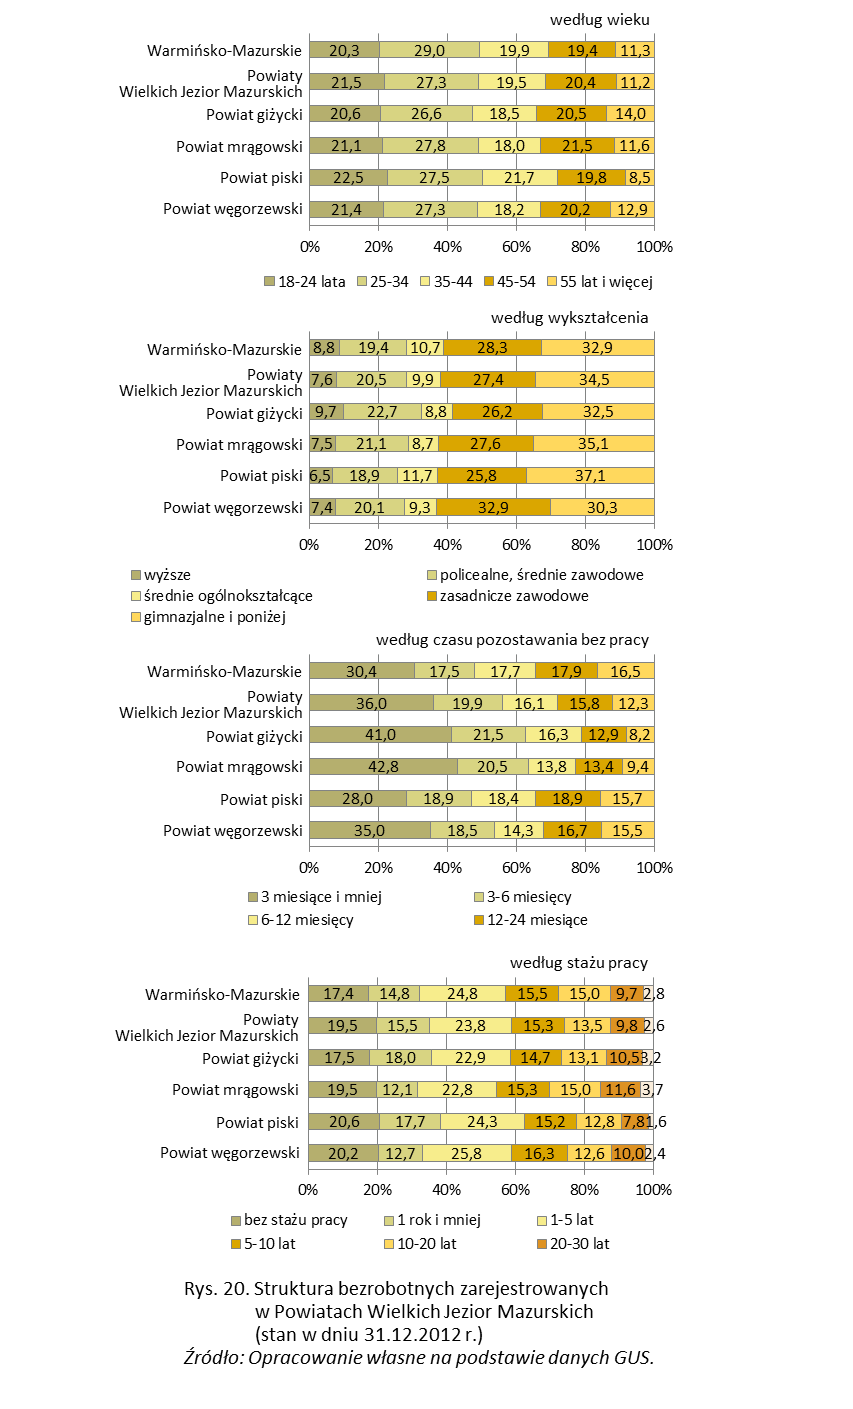 według wieku
Warmińsko-Mazurskie 20,3 29,0 19,9 19,4 11,3
Powiaty
Wielkich Jezior Mazurskich 21,5 27,3 19,5 20,4 11,2
Powiat giżycki 20,6 26,6 18,5 20,5 14,0
Powiat mrągowski 21,1 27,8 18,0 21,5 11,6
Powiat piski 22,5 27,5 21,7 19,8 8,5
Powiat węgorzewski 21,4 27,3 18,2 20,2 12,9
0% 20% 40% 60% 80% 100%
18-24 lata 25-34 35-44 45-54 55 lat i więcej
według wykształcenia
Warmińsko-Mazurskie 8,8 19,4 10,7 28,3 32,9
Powiaty
Wielkich Jezior Mazurskich 7,6 20,5 9,9 27,4 34,5
Powiat giżycki 9,7 22,7 8,8 26,2 32,5
Powiat mrągowski 7,5 21,1 8,7 27,6 35,1
Powiat piski 6,5 18,9 11,7 25,8 37,1
Powiat węgorzewski 7,4 20,1 9,3 32,9 30,3
0% 20% 40% 60% 80% 100%
wyższe policealne, średnie zawodowe
średnie ogólnokształcące zasadnicze zawodowe
gimnazjalne i poniżej
według czasu pozostawania bez pracy
Warmińsko-Mazurskie 30,4 17,5 17,7 17,9 16,5
Powiaty
Wielkich Jezior Mazurskich 36,0 19,9 16,1 15,8 12,3
Powiat giżycki 41,0 21,5 16,3 12,9 8,2
Powiat mrągowski 42,8 20,5 13,8 13,4 9,4
Powiat piski 28,0 18,9 18,4 18,9 15,7
Powiat węgorzewski 35,0 18,5 14,3 16,7 15,5
0% 20% 40% 60% 80% 100%
3 miesiące i mniej 3-6 miesięcy
6-12 miesięcy 12-24 miesiące
według stażu pracy
Warmińsko-Mazurskie 17,4 14,8 24,8 15,5 15,0 9,7 2,8
Powiaty
Wielkich Jezior Mazurskich 19,5 15,5 23,8 15,3 13,5 9,8 2,6
Powiat giżycki 17,5 18,0 22,9 14,7 13,1 10,5 3,2
Powiat mrągowski 19,5 12,1 22,8 15,3 15,0 11,6 3,7
Powiat piski 20,6 17,7 24,3 15,2 12,8 7,8 1,6
Powiat węgorzewski 20,2 12,7 25,8 16,3 12,6 10,0 2,4
0% 20% 40% 60% 80% 100%
bez stażu pracy 1 rok i mniej 1-5 lat
5-10 lat 10-20 lat 20-30 lat
Rys. 20. Struktura bezrobotnych zarejestrowanych
w Powiatach Wielkich Jezior Mazurskich
(stan w dniu 31.12.2012 r.)
Źródło: Opracowanie własne na podstawie danych GUS.